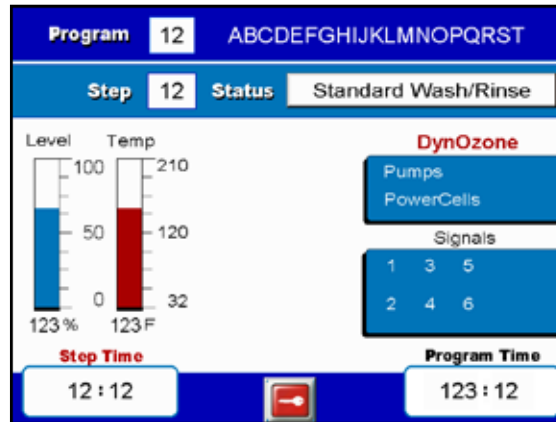 Program 12 ABCDEFGHIJKLMNOPQRST
Step 12 Status Standard Wash/Rinse
Level Temp
100 210
50 120
0 32
123 % 123 F
DynOzone
Pumps
PowerCells
Signals
1 3 5
2 4 6
Step Time Program Time
12 : 12 123 : 12